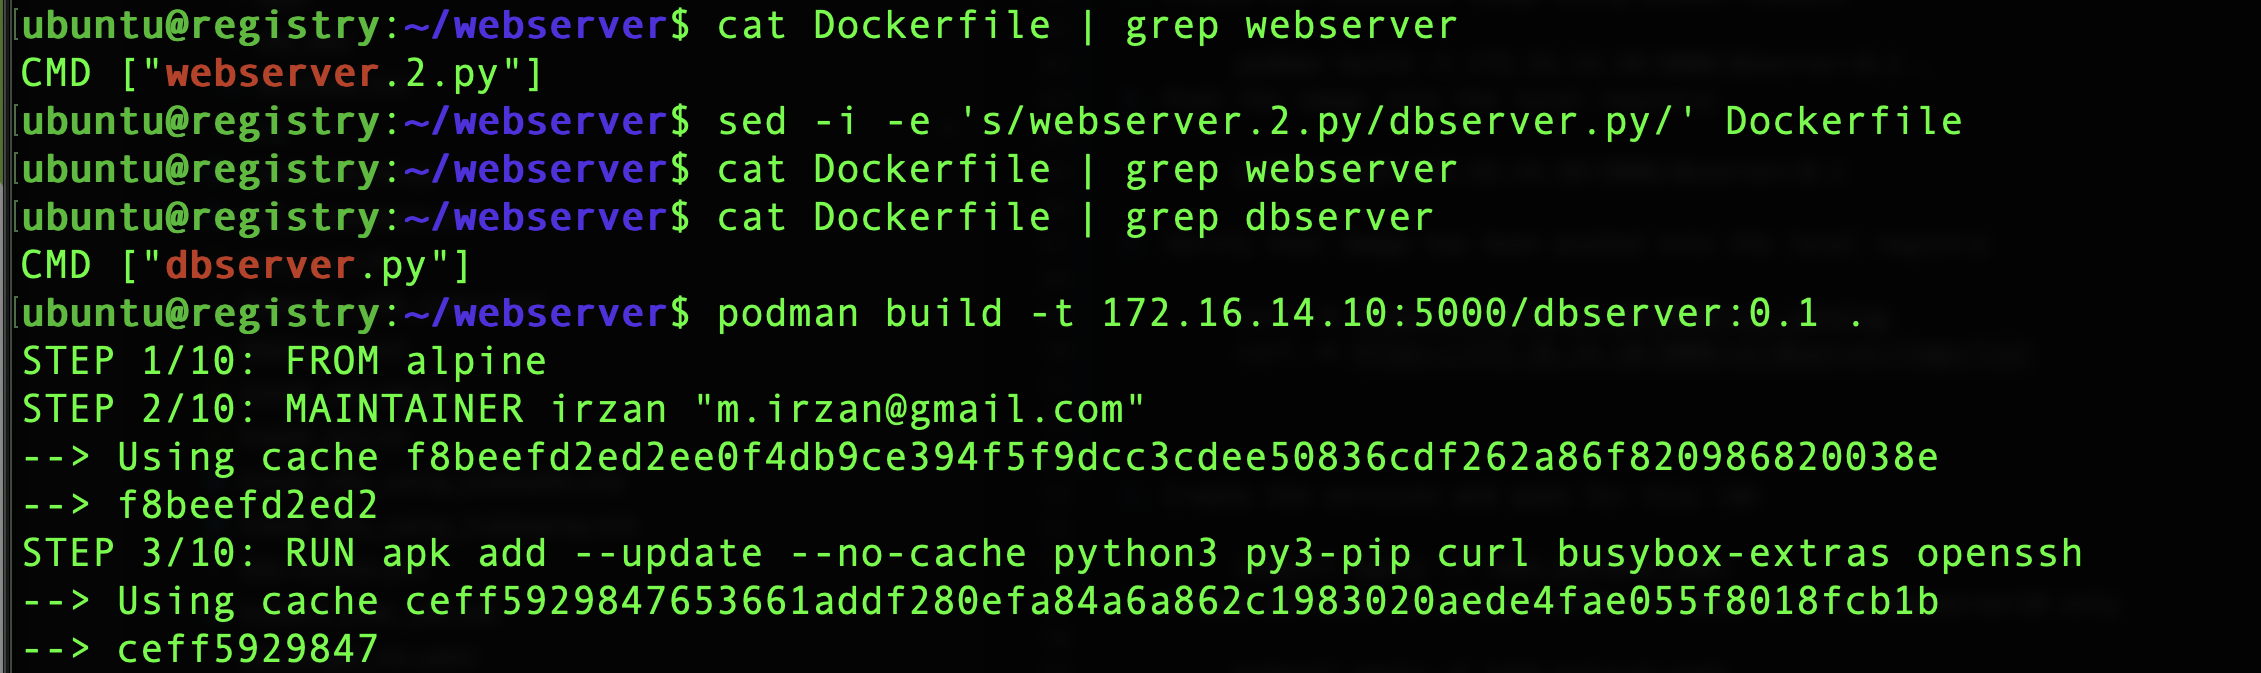 ubuntu@registry:~/webserver$ cat Dockerfile | grep webserver
CMD ["webserver.2.py"]
ubuntu@registry:~/webserver$ sed -i -e 's/webserver.2.py/dbserver.py/' Dockerfile
ubuntu@registry:~/webserver$ cat Dockerfile | grep webserver
ubuntu@registry:~/webserver$ cat Dockerfile | grep dbserver
CMD ["dbserver.py"]
ubuntu@registry:~/webserver$ podman build -t 172.16.14.10:5000/dbserver:0.1 .
STEP 1/10: FROM alpine
STEP 2/10: MAINTAINER irzan "m.irzan@gmail.com"
--> Using cache f8beefd2ed2ee0f4db9ce394f5f9dcc3cdee50836cdf262a86f820986820038e
--> f8beefd2ed2
STEP 3/10: RUN apk add --update --no-cache python3 py3-pip curl busybox-extras openssh
--> Using cache ceff5929847653661addf280efa84a6a862c1983020aede4fae055f8018fcb1b
--> ceff5929847